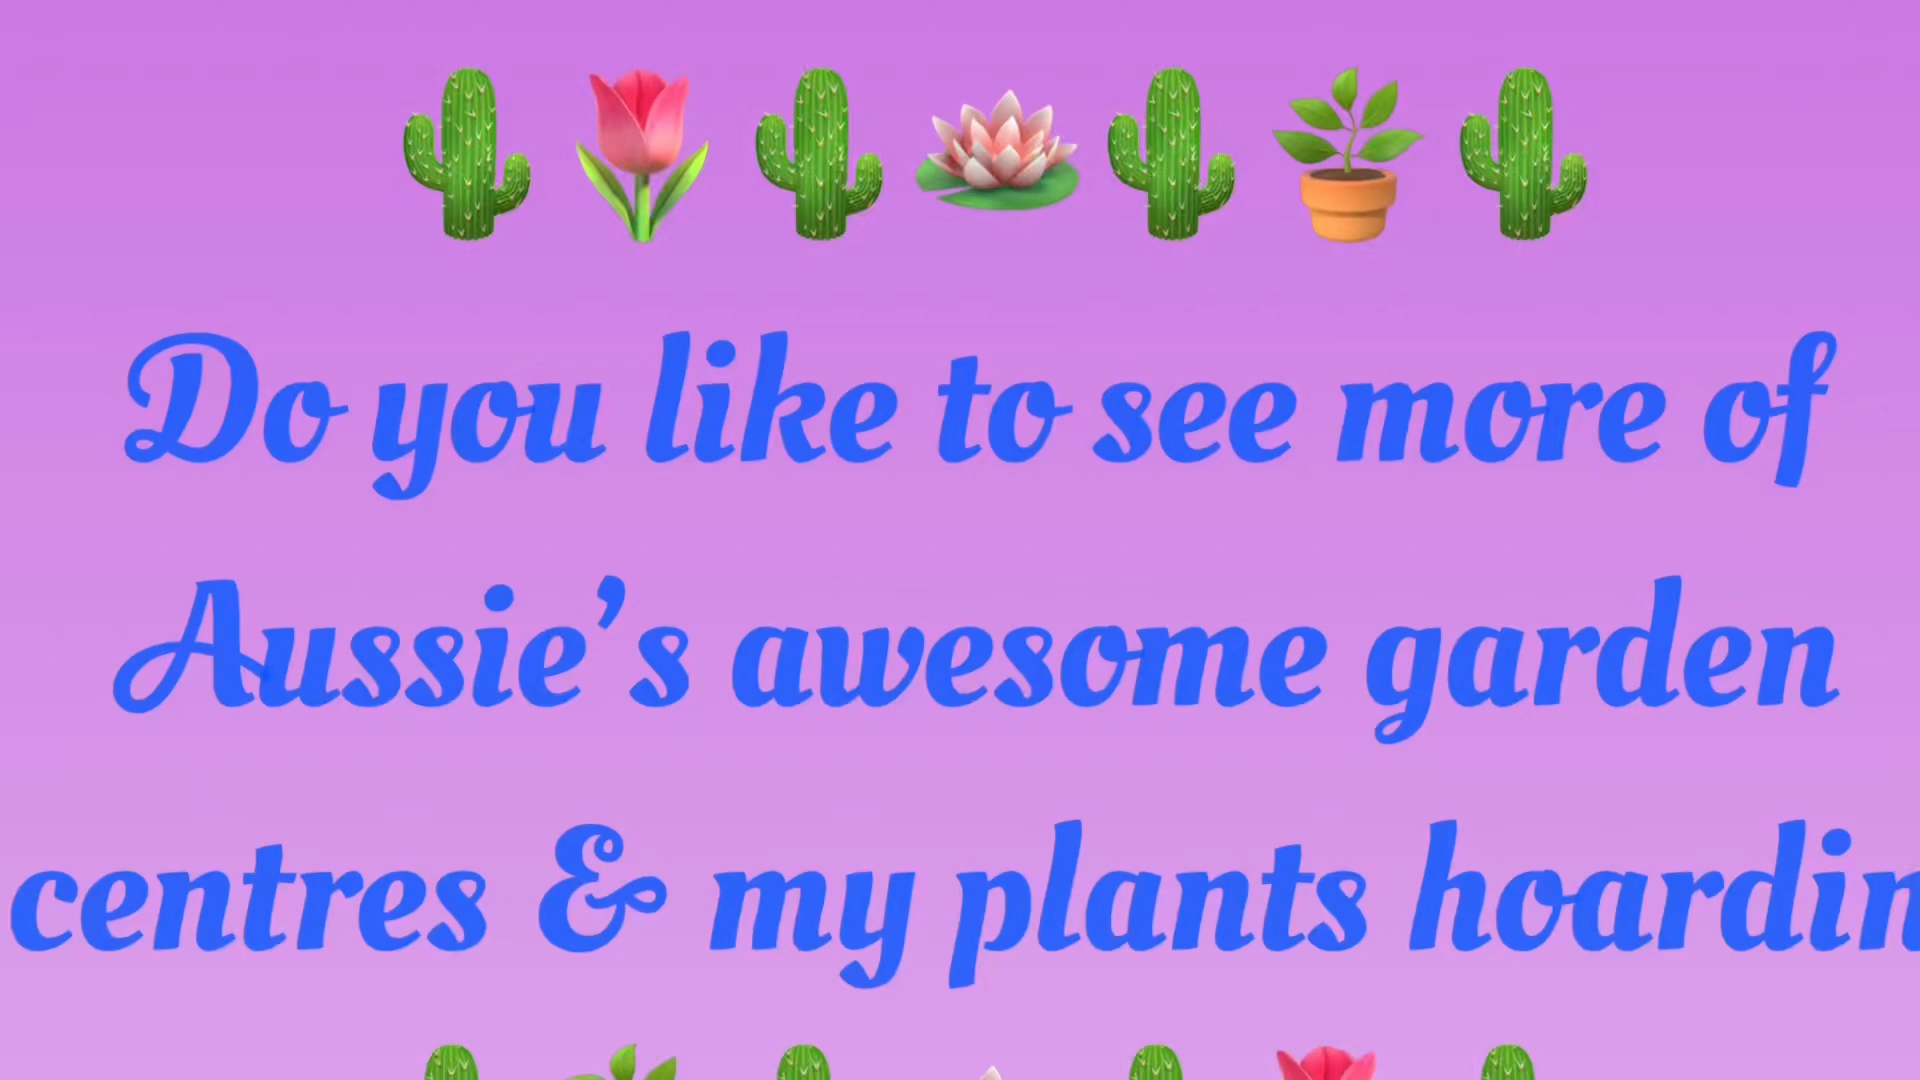 Do you like to see more of
Aussie’s awesome garden
centres & my plants hoardin